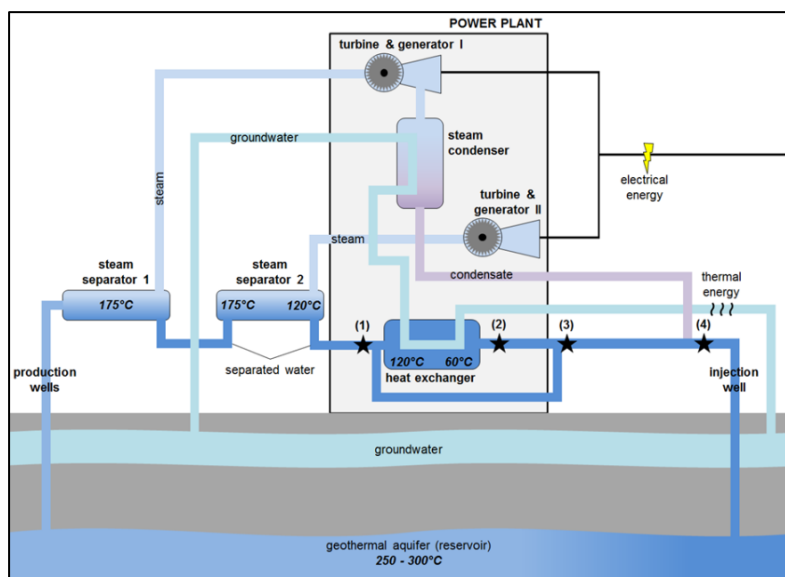 POWER PLANT
turbine & generator I
groundwater
steam
condenser
steam
turbine &
generator II
electrical
energy
steam
steam
separator 1
steam
separator 2
condensate
thermal
energy
175°C
175°C
120°C
(1)
(2)
(3)
(4)
120°C
60°C
heat exchanger
separated water
production
wells
injection
well
groundwater
geothermal aquifer (reservoir)
250 - 300°C